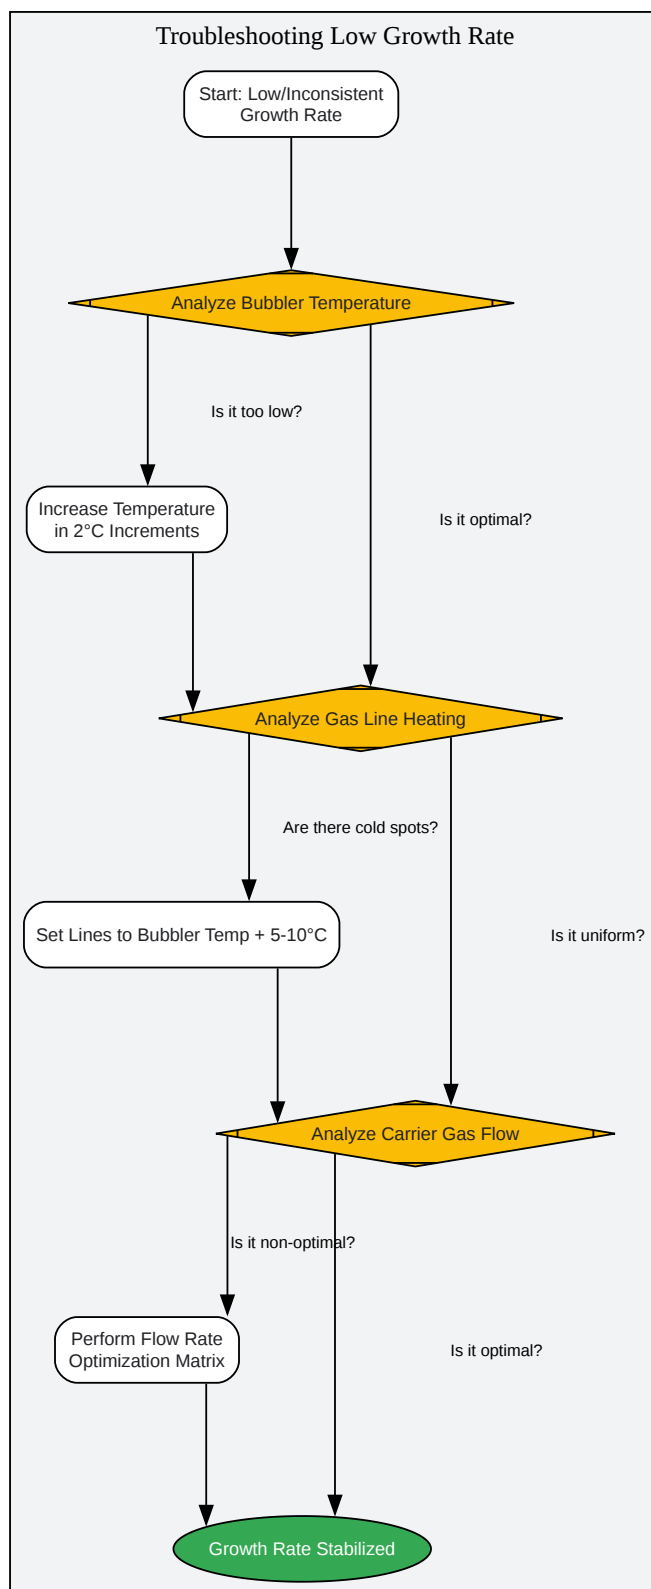 Troubleshooting Low Growth Rate
Start: Low/Inconsistent
Growth Rate
Analyze Bubbler Temperature
Is it too low?
Increase Temperature
in 2°C Increments
Is it optimal?
Analyze Gas Line Heating
Are there cold spots?
Set Lines to Bubbler Temp + 5-10°C
Is it uniform?
Analyze Carrier Gas Flow
Is it non-optimal?
Perform Flow Rate
Optimization Matrix
Is it optimal?
Growth Rate Stabilized